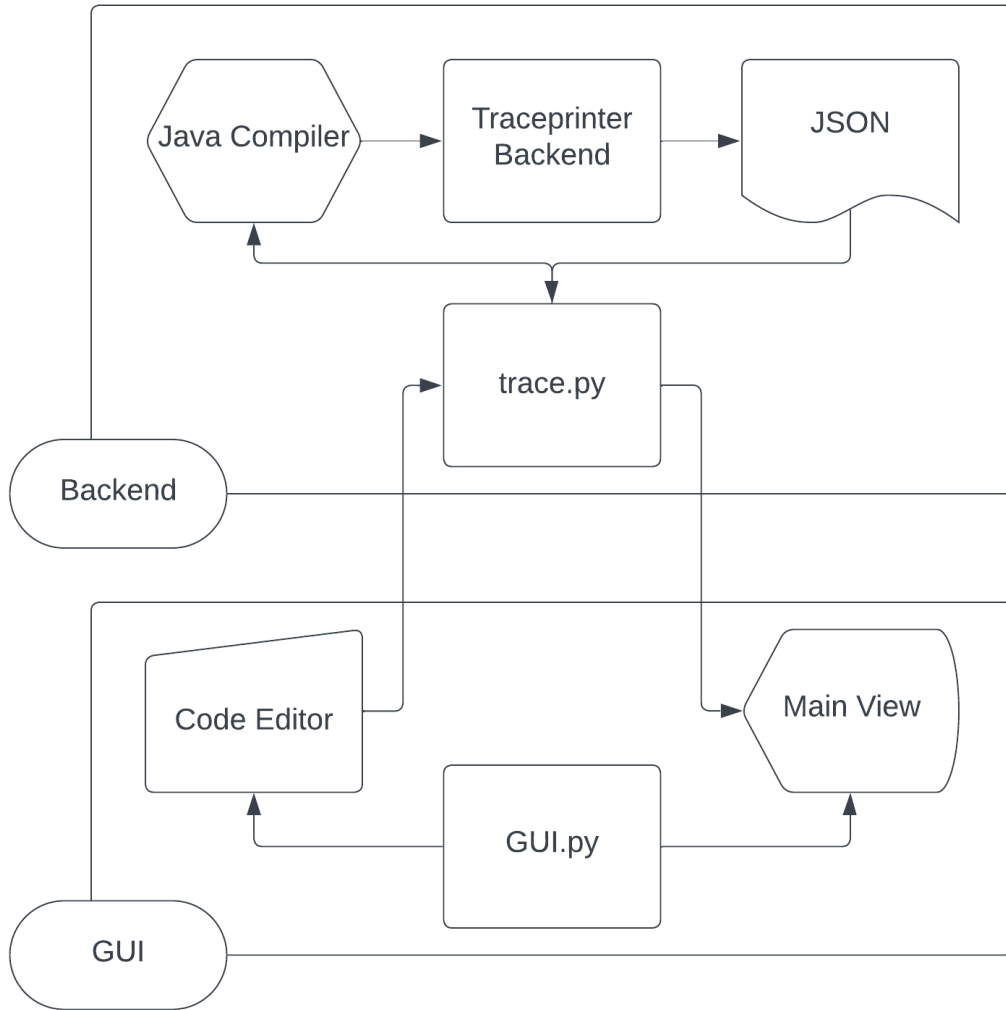 Java Compiler
Traceprinter
Backend
JSON
trace.py
Backend
Code Editor
Main View
GUI.py
GUI